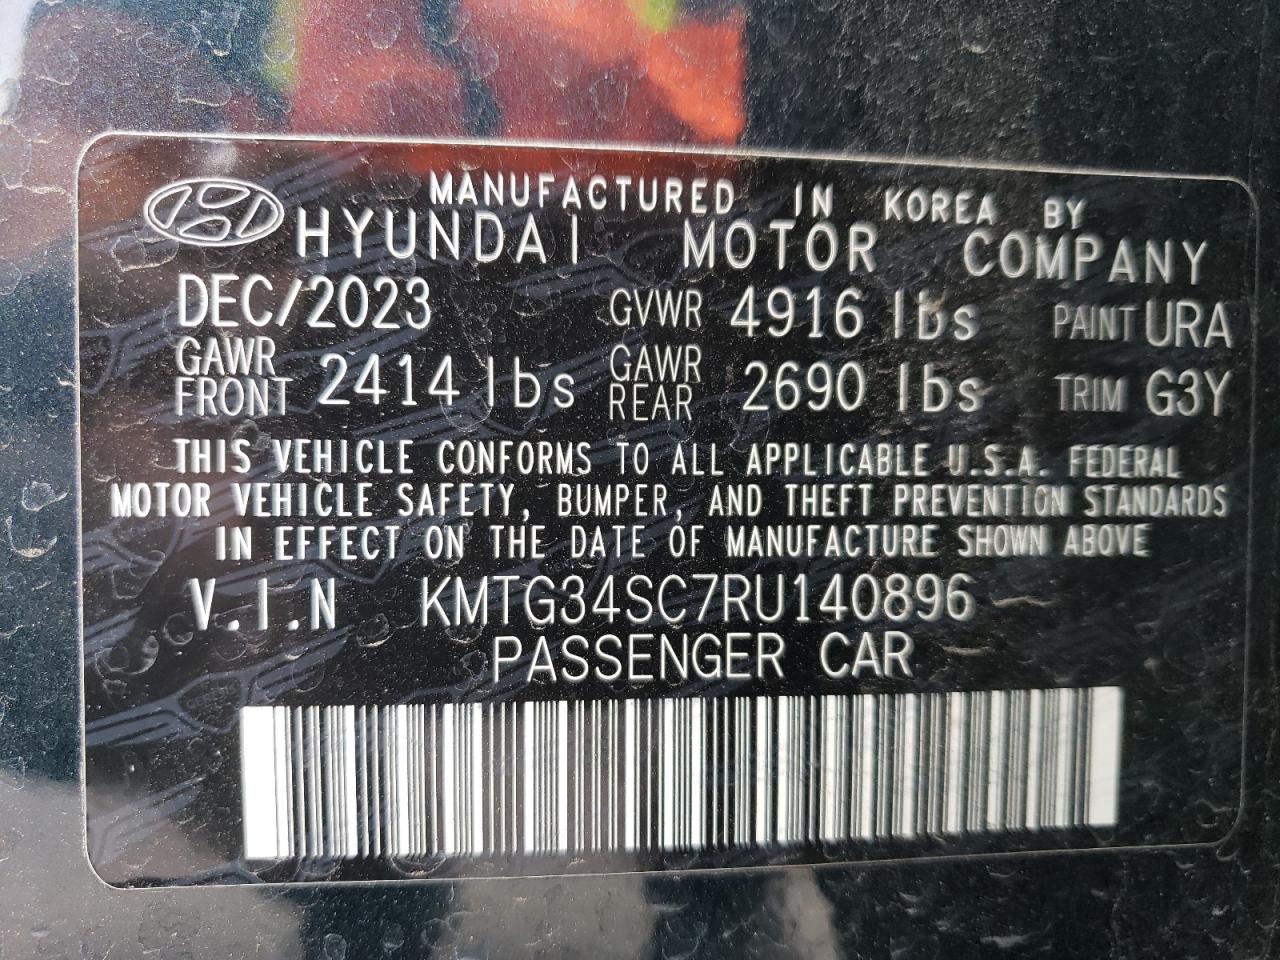 MANUFACTURED IN KOREA BY
HYUNDAI MOTOR COMPANY
DEC/2023 GVWR 4916 lbs PAINT URA
GAWR FRONT 2414 lbs GAWR REAR 2690 lbs TRIM G3Y
THIS VEHICLE CONFORMS TO ALL APPLICABLE U.S.A. FEDERAL
MOTOR VEHICLE SAFETY, BUMPER, AND THEFT PREVENTION STANDARDS
IN EFFECT ON THE DATE OF MANUFACTURE SHOWN ABOVE
V.I.N KMTG34SC7RU140896
PASSENGER CAR